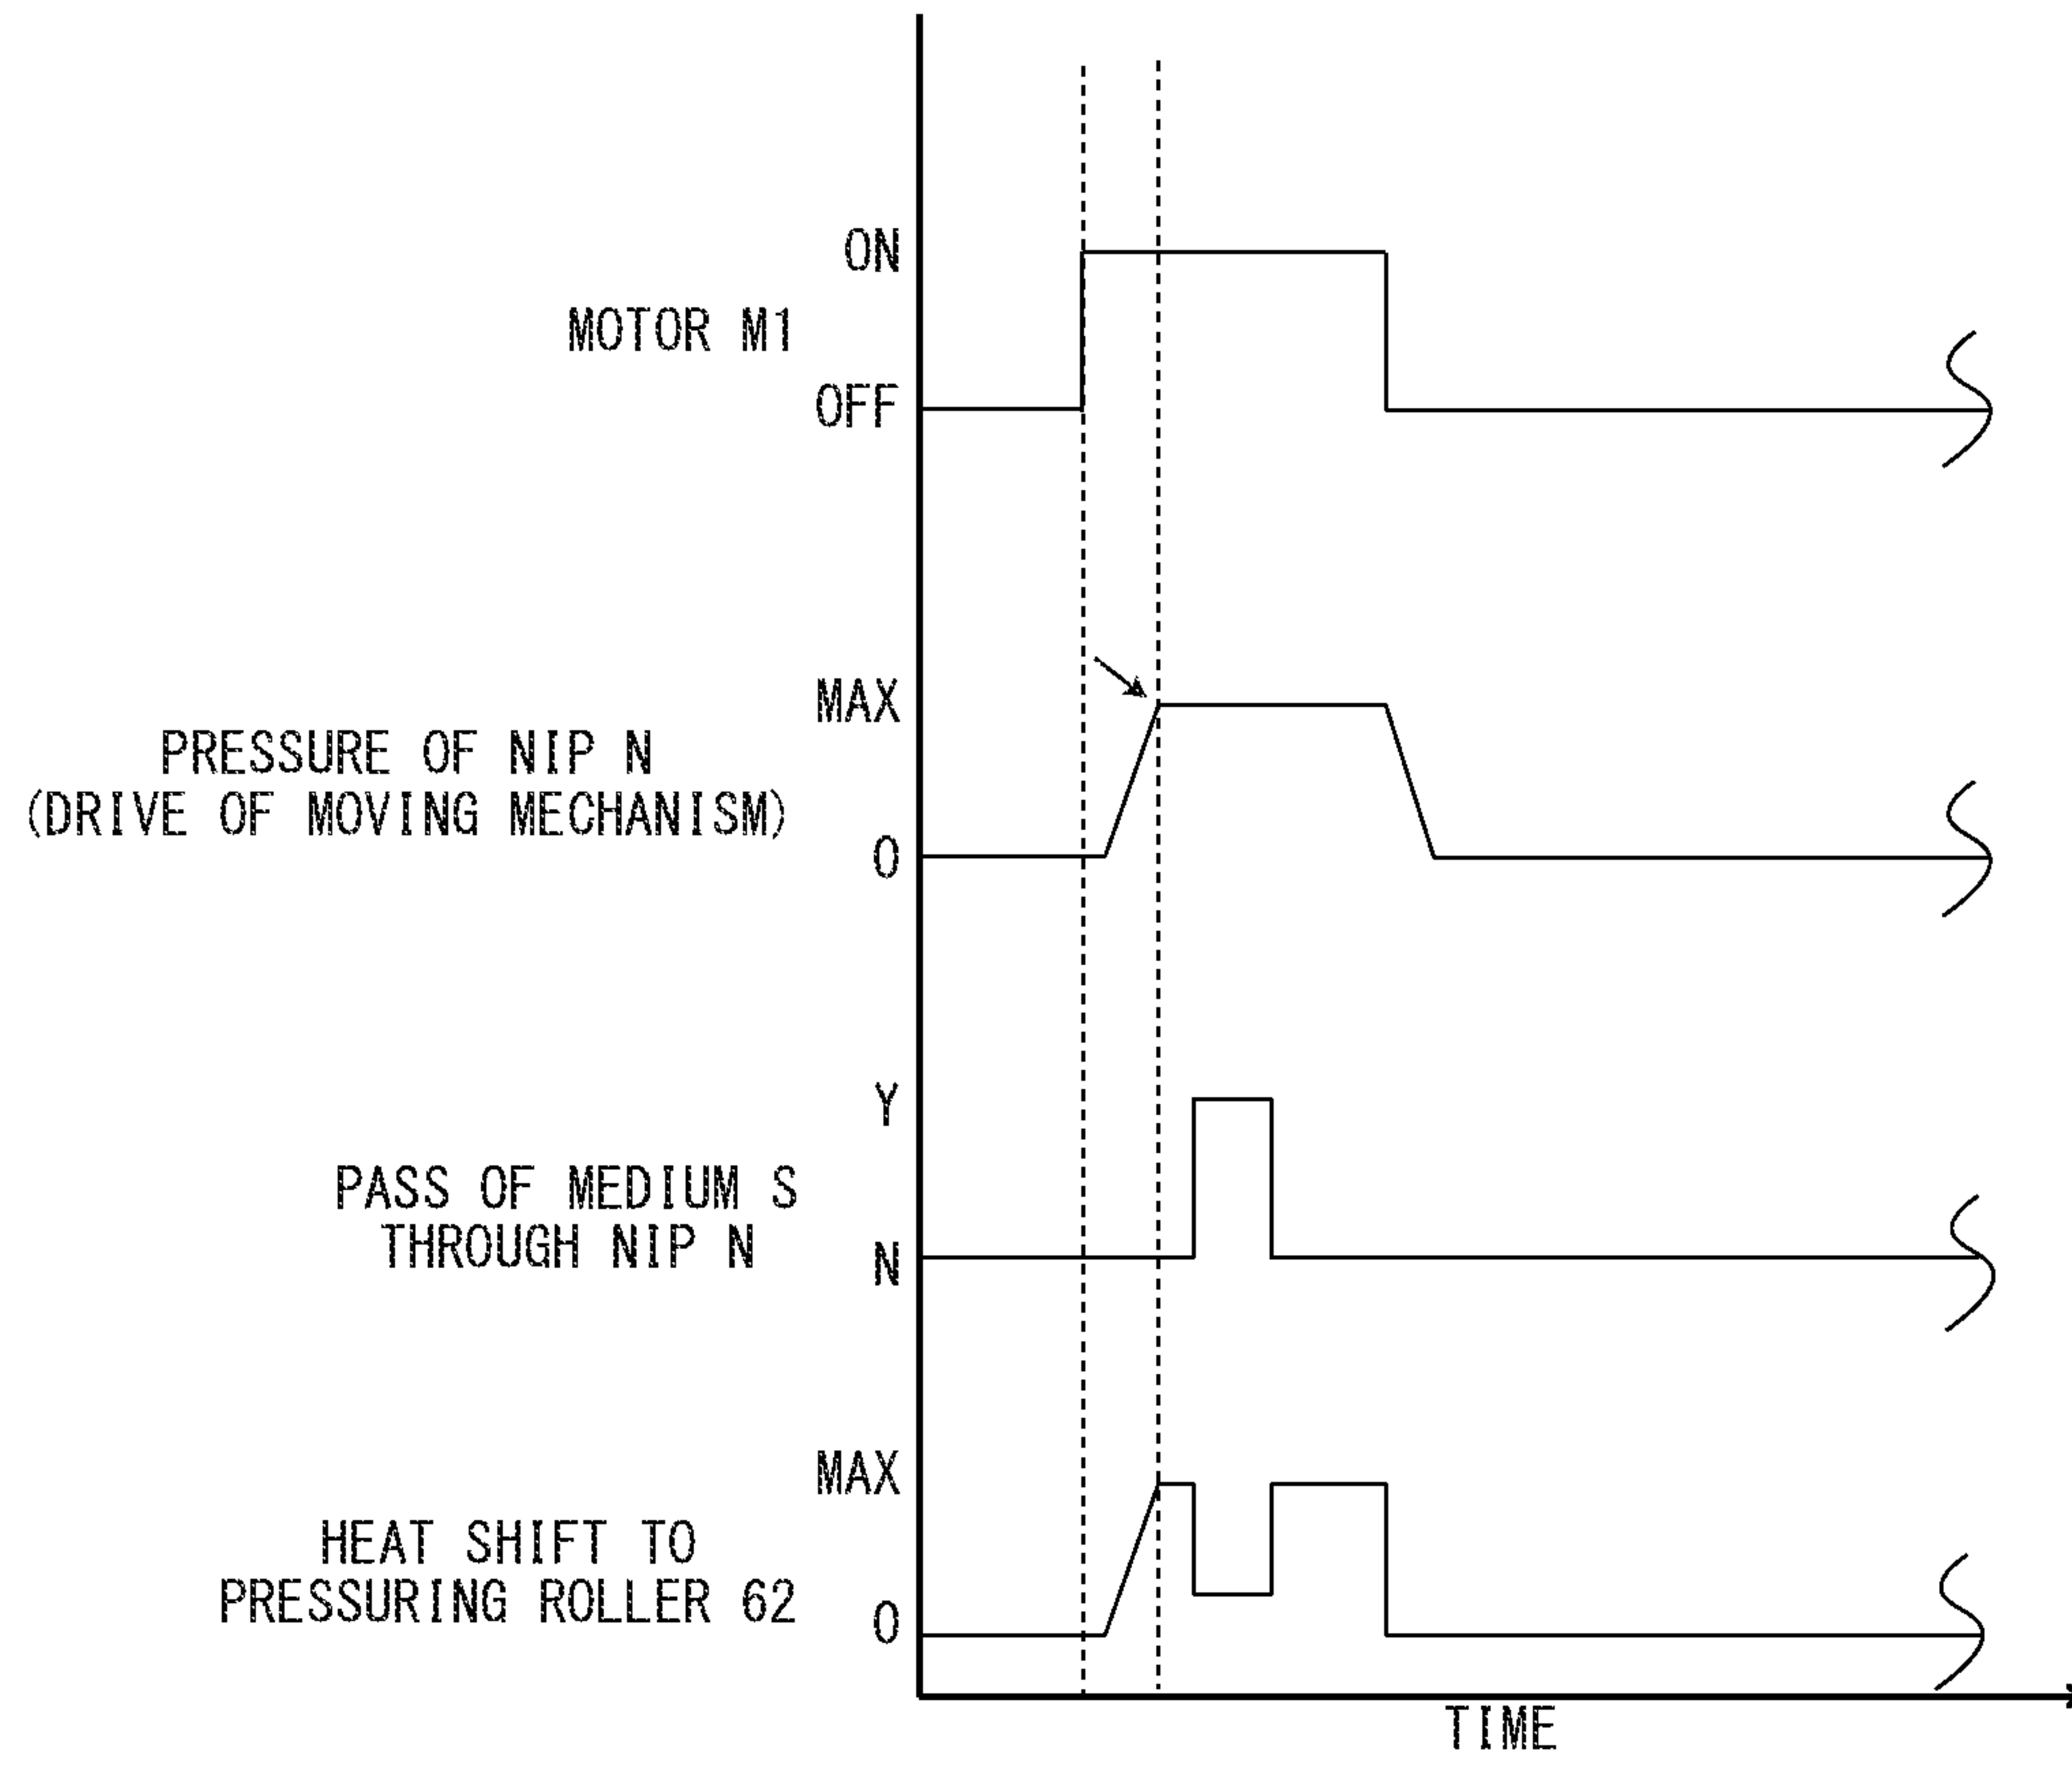 ON
MOTOR M1
OFF
MAX
PRESSURE OF NIP N
(DRIVE OF MOVING MECHANISM)
0
Y
PASS OF MEDIUM S
THROUGH NIP N
N
MAX
HEAT SHIFT TO
PRESSURING ROLLER 62
0
TIME